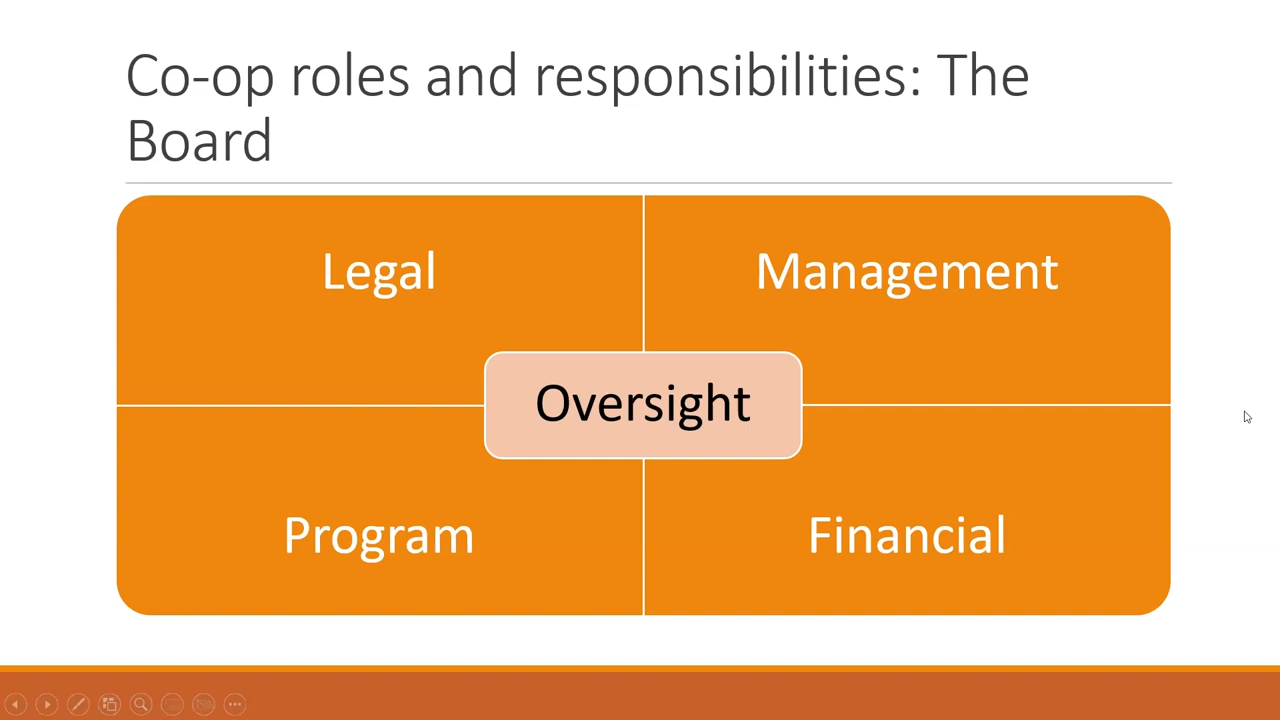 Co-op roles and responsibilities: The
Board
Legal
Management
Oversight
Program
Financial